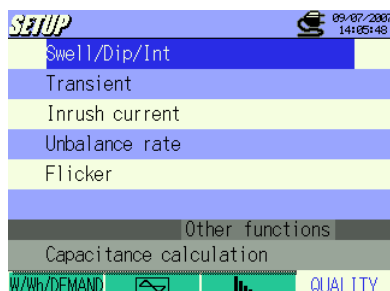 SETUP
09/07/2007
14:05:48
Swell/Dip/Int
Transient
Inrush current
Unbalance rate
Flicker
Other functions
Capacitance calculation
W/Wh/DEMAND QUALITY